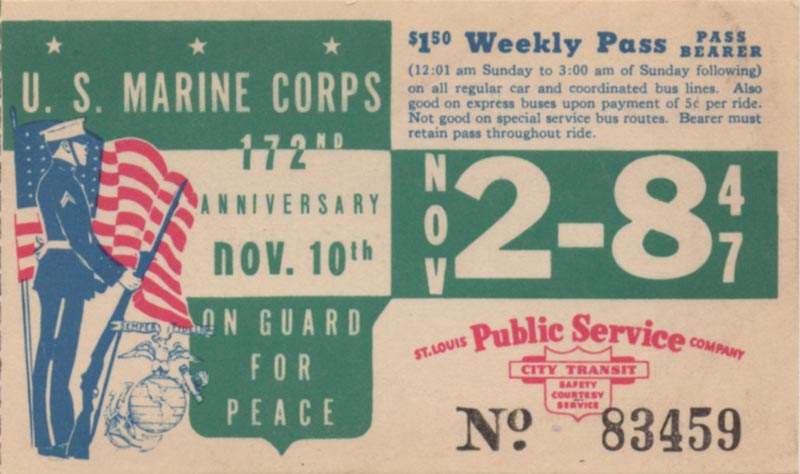 U. S. MARINE CORPS
172ND
ANNIVERSARY
NOV. 10th
ON GUARD
FOR
PEACE
SEMPER FIDELIS
$1.50 Weekly Pass
PASS
BEARER
(12:01 am Sunday to 3:00 am of Sunday following)
on all regular car and coordinated bus lines. Also
good on express buses upon payment of 5¢ per ride.
Not good on special service bus routes. Bearer must
retain pass throughout ride.
NOV 2-8 47
ST. LOUIS Public Service COMPANY
CITY TRANSIT
SAFETY
COURTESY
SERVICE
No. 83459